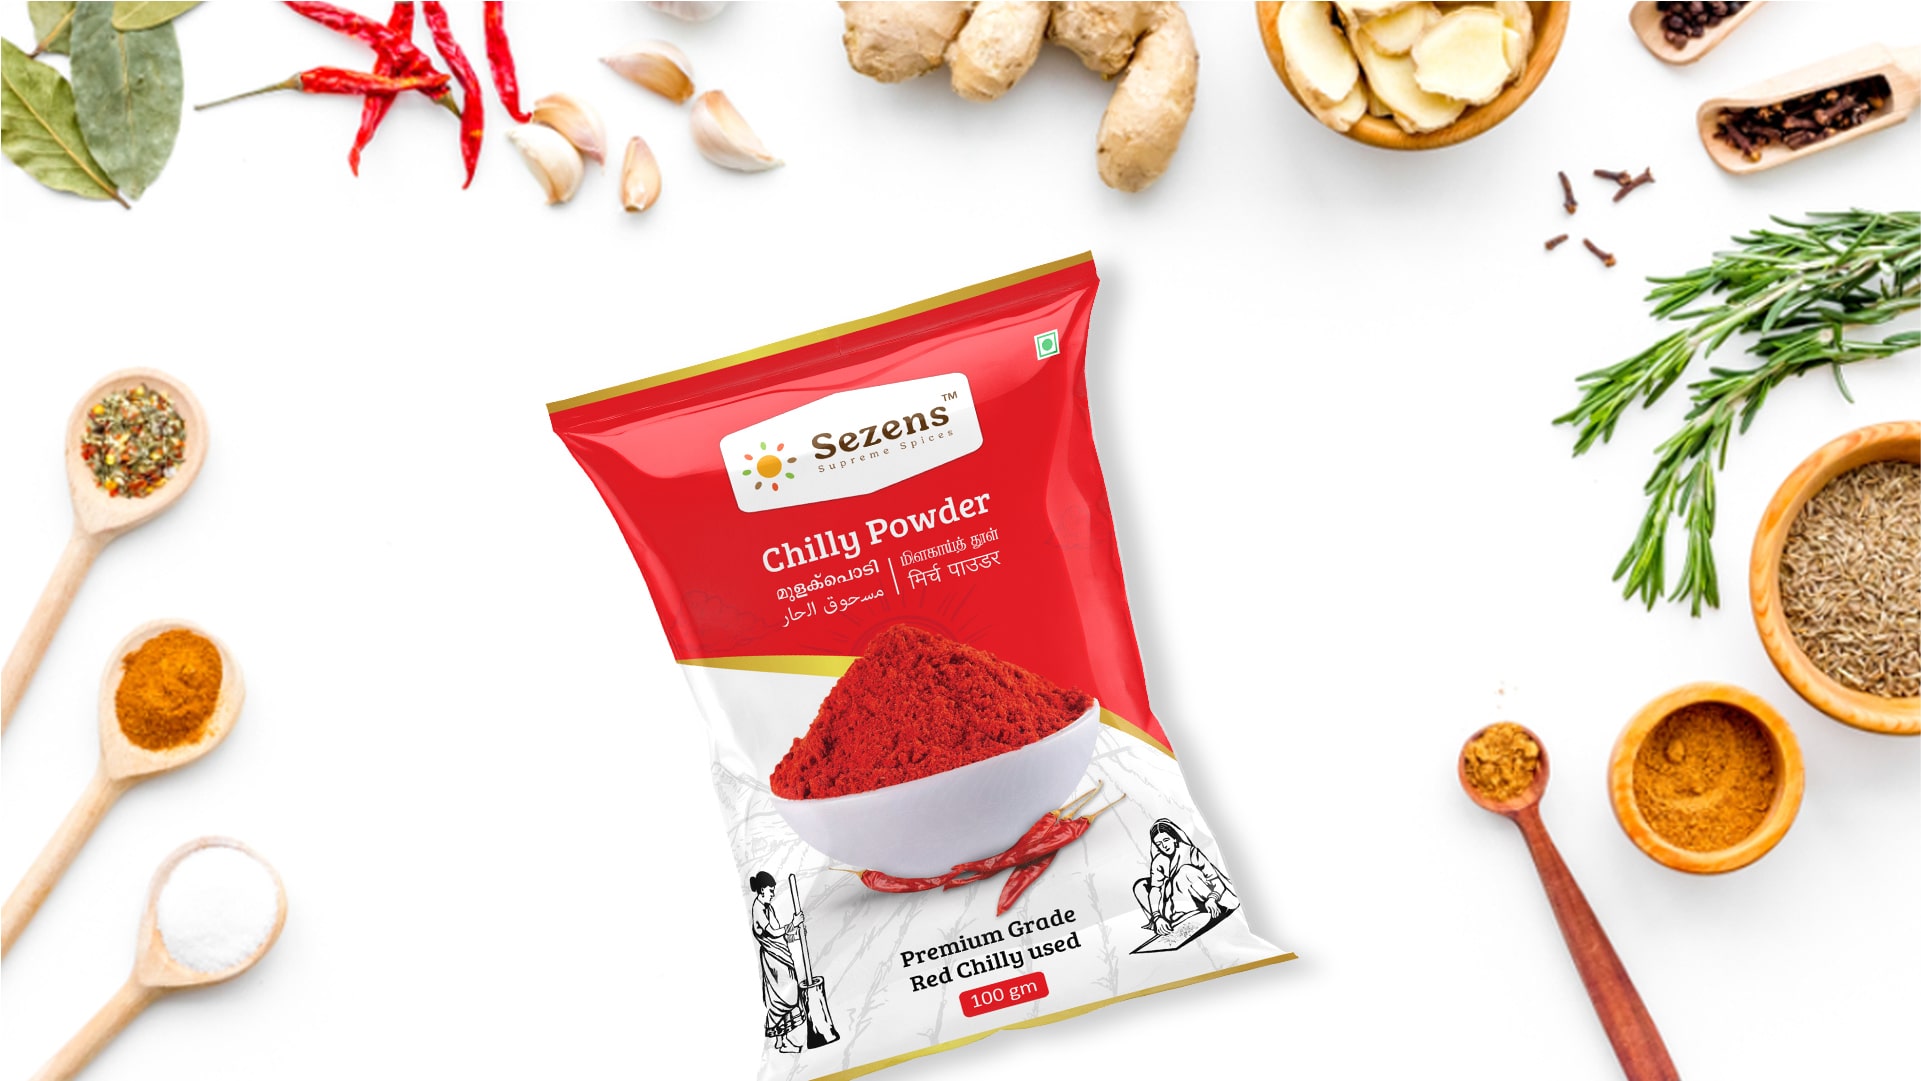 Sezens™
Supreme Spices
Chilly Powder
മുളക്പൊടി
مسحوق الحار
மிளகாய்த் தூள்
मिर्च पाउडर
Premium Grade
Red Chilly used
100 gm